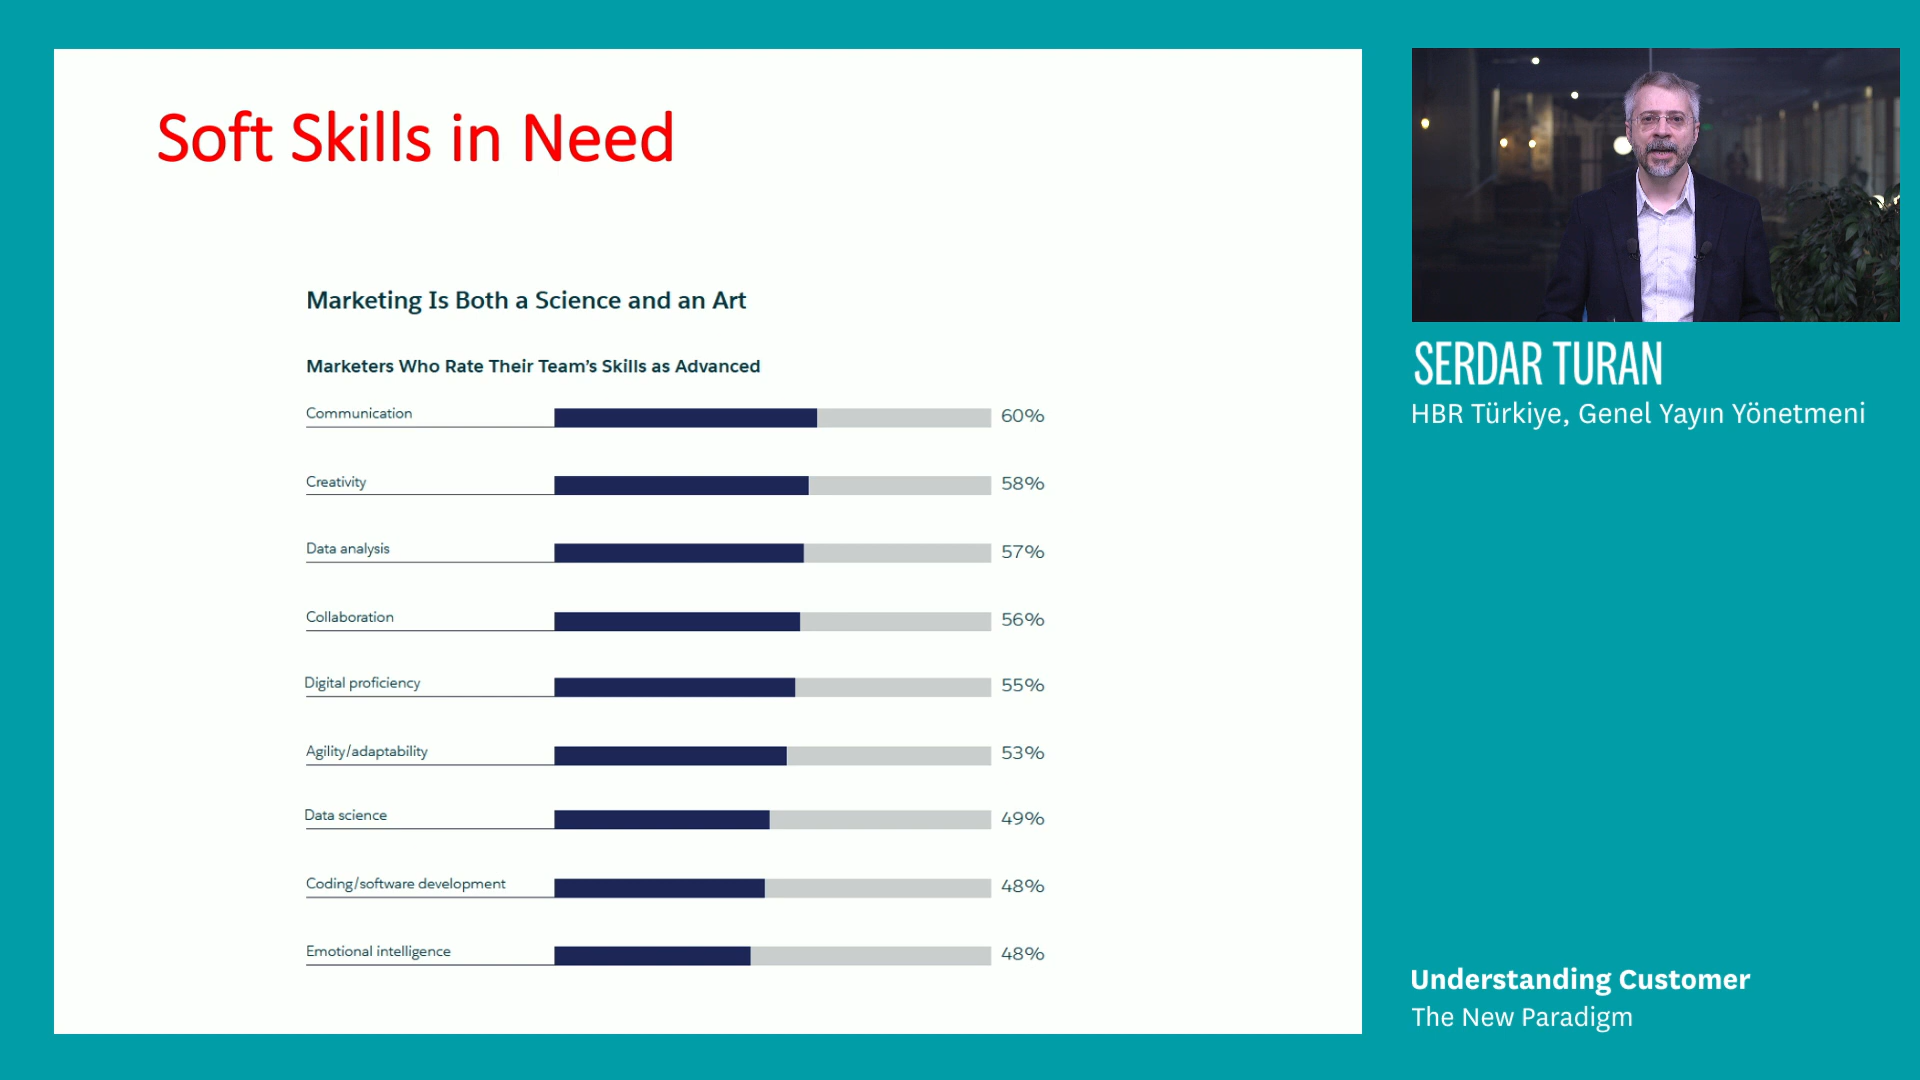 Soft Skills in Need
Marketing Is Both a Science and an Art
Marketers Who Rate Their Team's Skills as Advanced
Communication 60%
Creativity 58%
Data analysis 57%
Collaboration 56%
Digital proficiency 55%
Agility/adaptability 53%
Data science 49%
Coding/software development 48%
Emotional intelligence 48%
SERDAR TURAN
HBR Türkiye, Genel Yayın Yönetmeni
Understanding Customer
The New Paradigm